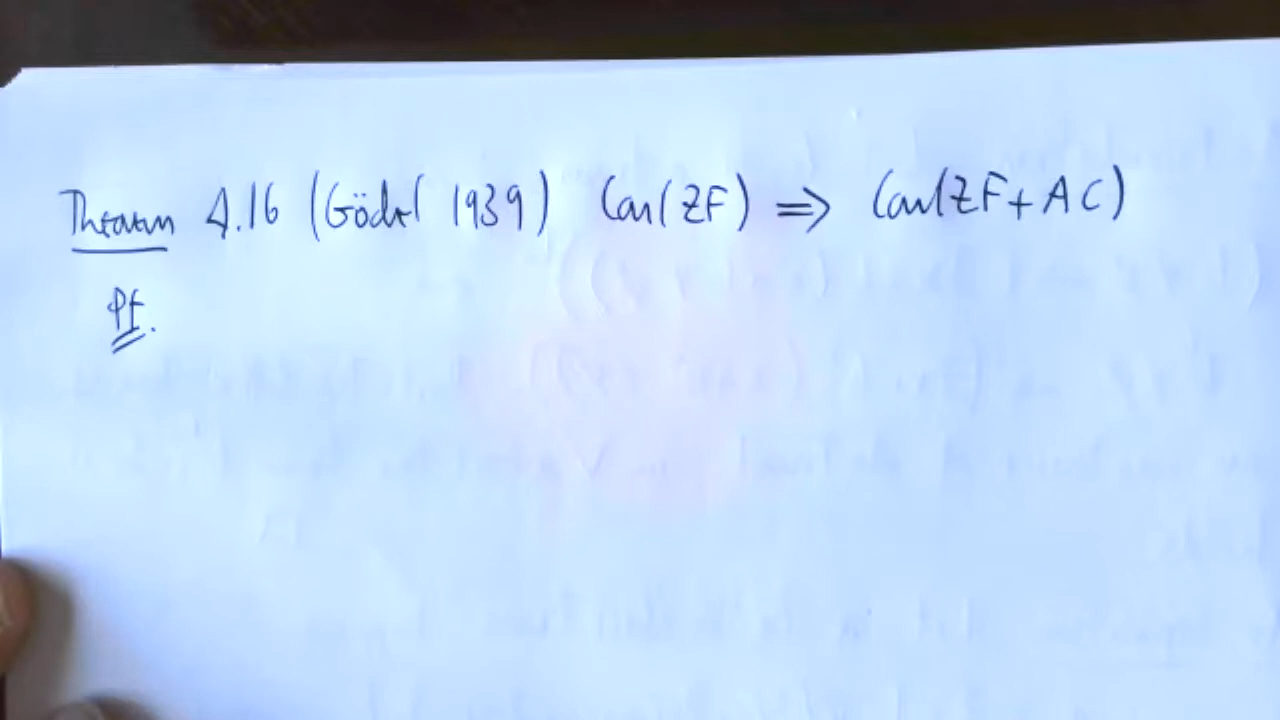 Theorem 4.16 (Gödel 1939) Con(ZF) ⇒ Con(ZF+AC)
Pf.